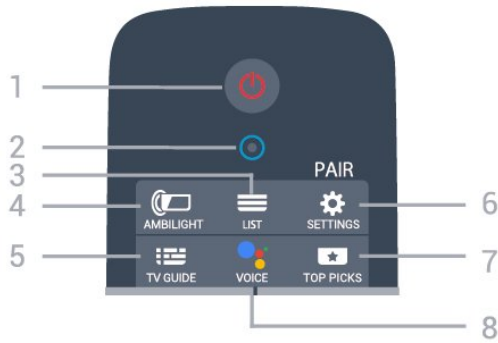 1
2
PAIR
3
4
AMBILIGHT
LIST
SETTINGS
6
5
TV GUIDE
VOICE
TOP PICKS
7
8